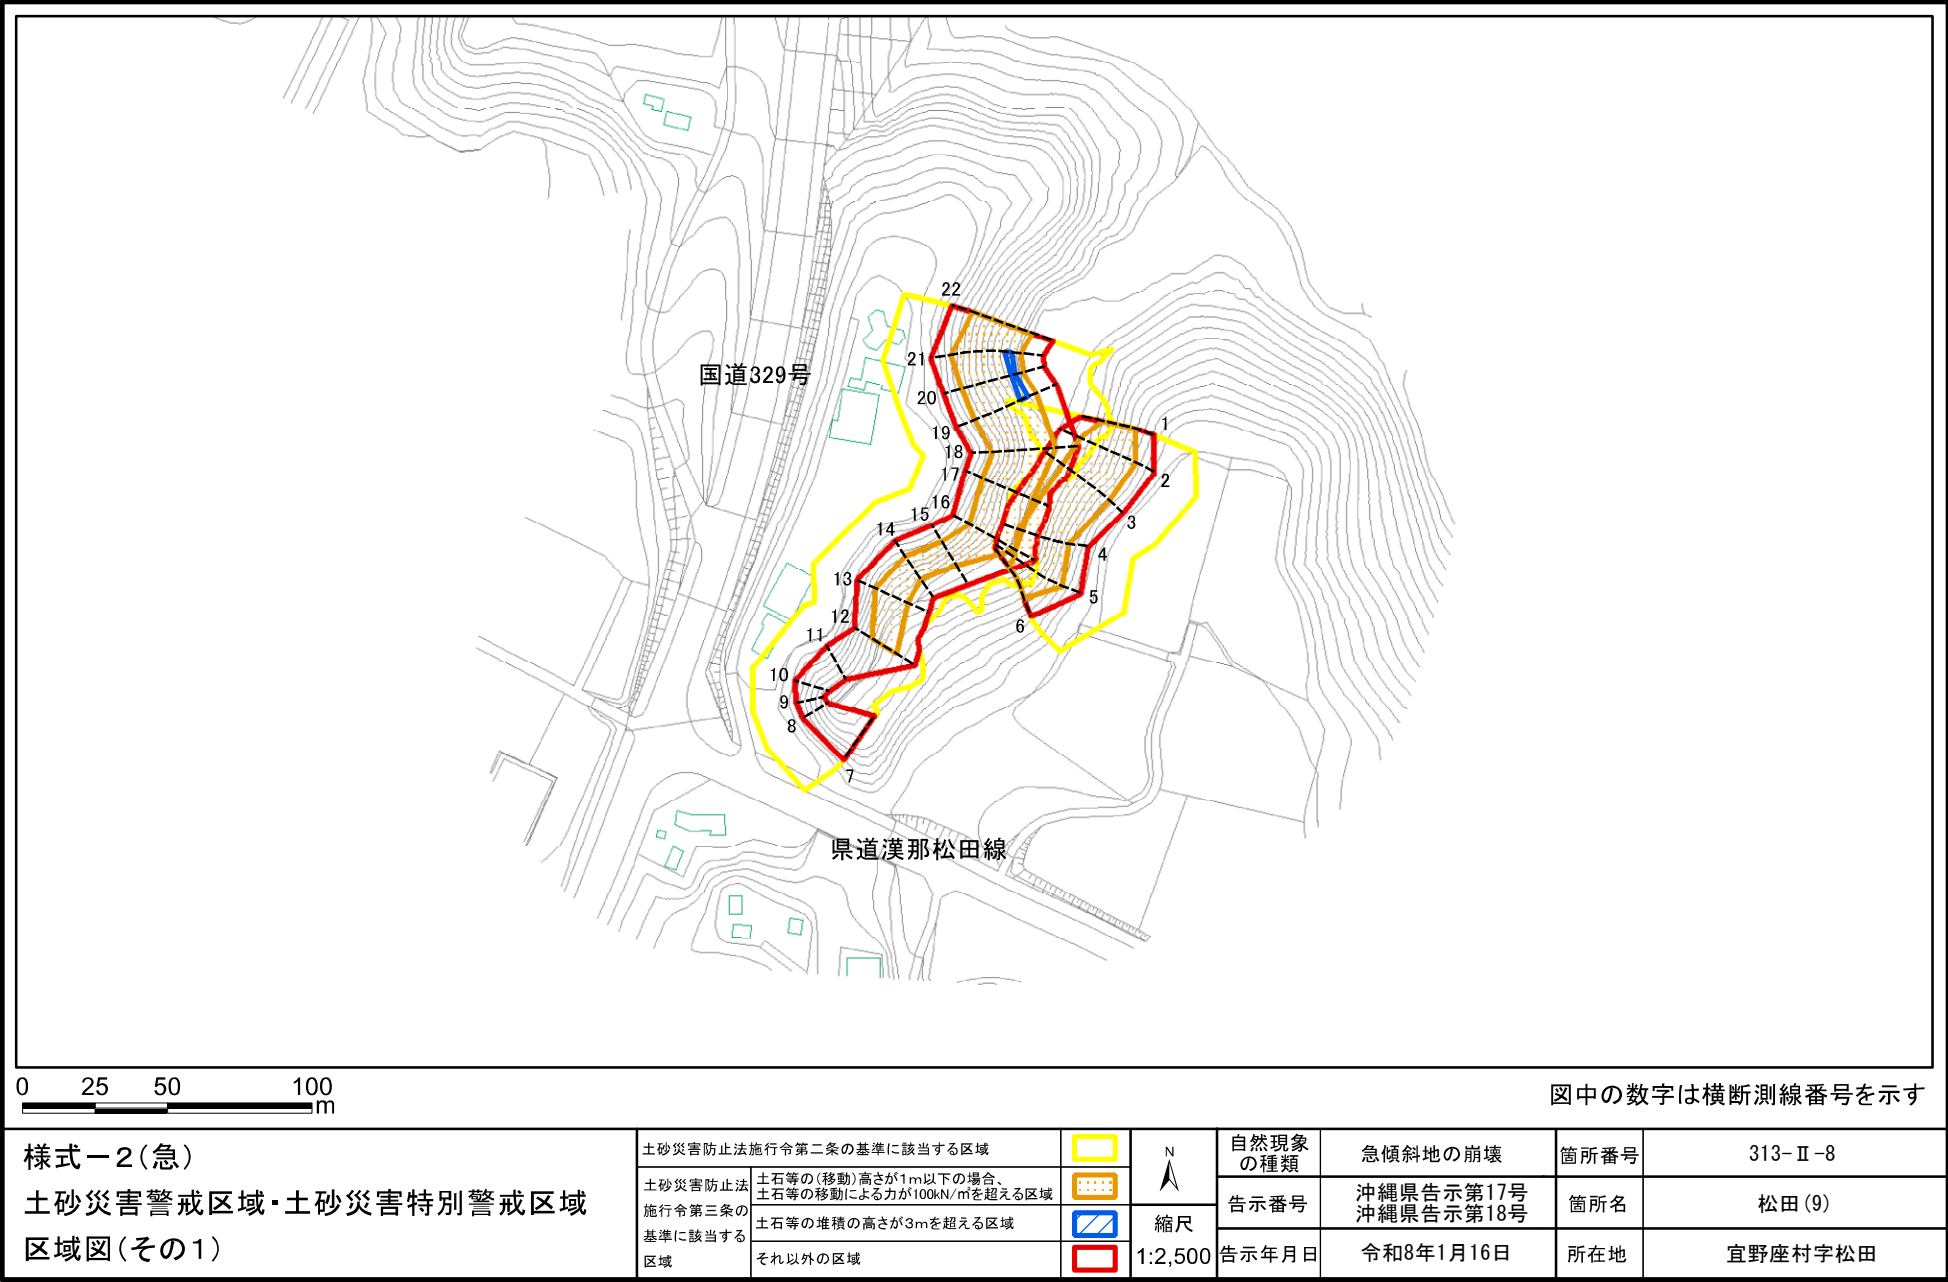 22
21
20
19
18
17
16
15
14
13
12
11
10
9
8
7
1
2
3
4
5
6
国道329号
県道漢那松田線
0 25 50 100
m
図中の数字は横断測線番号を示す
様式－2(急)
土砂災害警戒区域・土砂災害特別警戒区域
区域図(その1)
土砂災害防止法施行令第二条の基準に該当する区域
土砂災害防止法
施行令第三条の
基準に該当する
区域
土石等の(移動)高さが1m以下の場合、
土石等の移動による力が100kN/㎡を超える区域
土石等の堆積の高さが3mを超える区域
それ以外の区域
N
縮尺
1:2,500
自然現象
の種類
急傾斜地の崩壊
箇所番号
313-Ⅱ-8
告示番号
沖縄県告示第17号
沖縄県告示第18号
箇所名
松田(9)
告示年月日
令和8年1月16日
所在地
宜野座村字松田